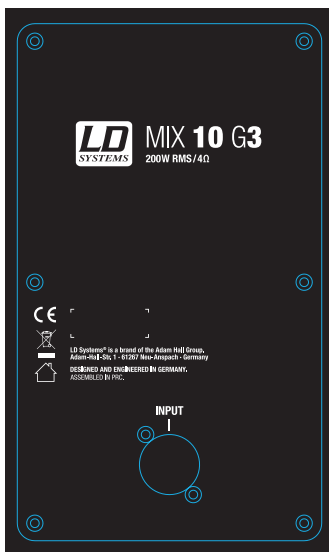 LD
SYSTEMS
MIX 10 G3
200W RMS/4Ω
CE
LD Systems® is a brand of the Adam Hall Group,
Adam-Hall-Str. 1 - 61267 Neu-Anspach - Germany
DESIGNED AND ENGINEERED IN GERMANY.
ASSEMBLED IN PRC.
INPUT